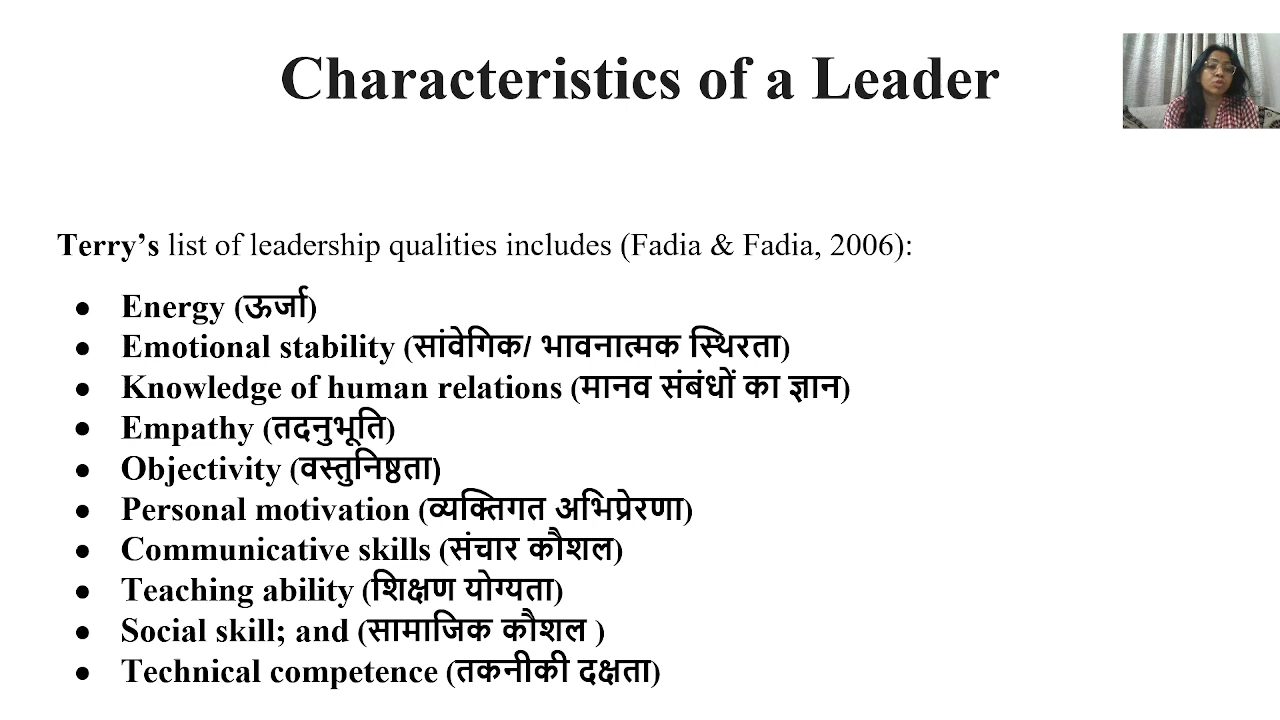 Characteristics of a Leader
Terry’s list of leadership qualities includes (Fadia & Fadia, 2006):
● Energy (ऊर्जा)
● Emotional stability (सांवेगिक/ भावनात्मक स्थिरता)
● Knowledge of human relations (मानव संबंधों का ज्ञान)
● Empathy (तदनुभूति)
● Objectivity (वस्तुनिष्ठता)
● Personal motivation (व्यक्तिगत अभिप्रेरणा)
● Communicative skills (संचार कौशल)
● Teaching ability (शिक्षण योग्यता)
● Social skill; and (सामाजिक कौशल )
● Technical competence (तकनीकी दक्षता)